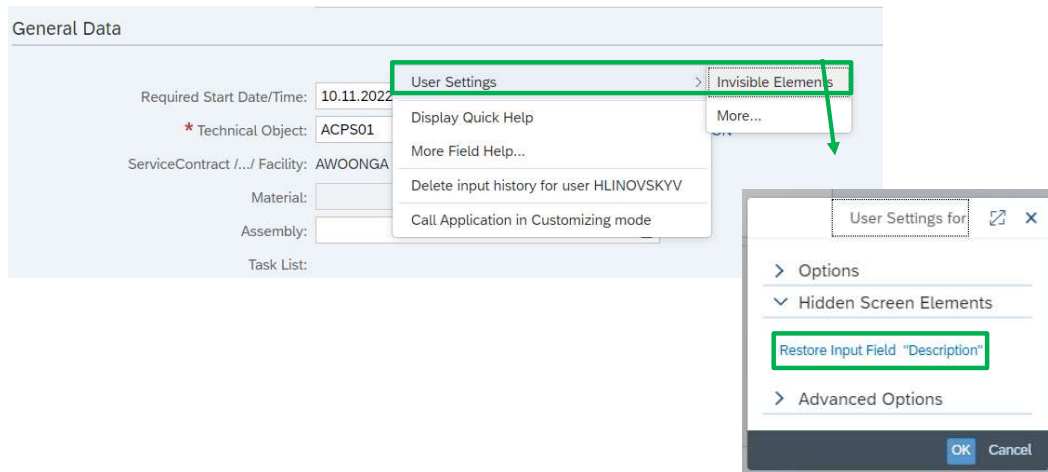 General Data
Required Start Date/Time: 10.11.2022
* Technical Object: ACPS01
ServiceContract /.../ Facility: AWOONGA
Material:
Assembly:
Task List:
User Settings >
Display Quick Help
More Field Help...
Delete input history for user HLINOVSKYV
Call Application in Customizing mode
Invisible Elements
More...
User Settings for
Options
Hidden Screen Elements
Restore Input Field "Description"
Advanced Options
OK Cancel